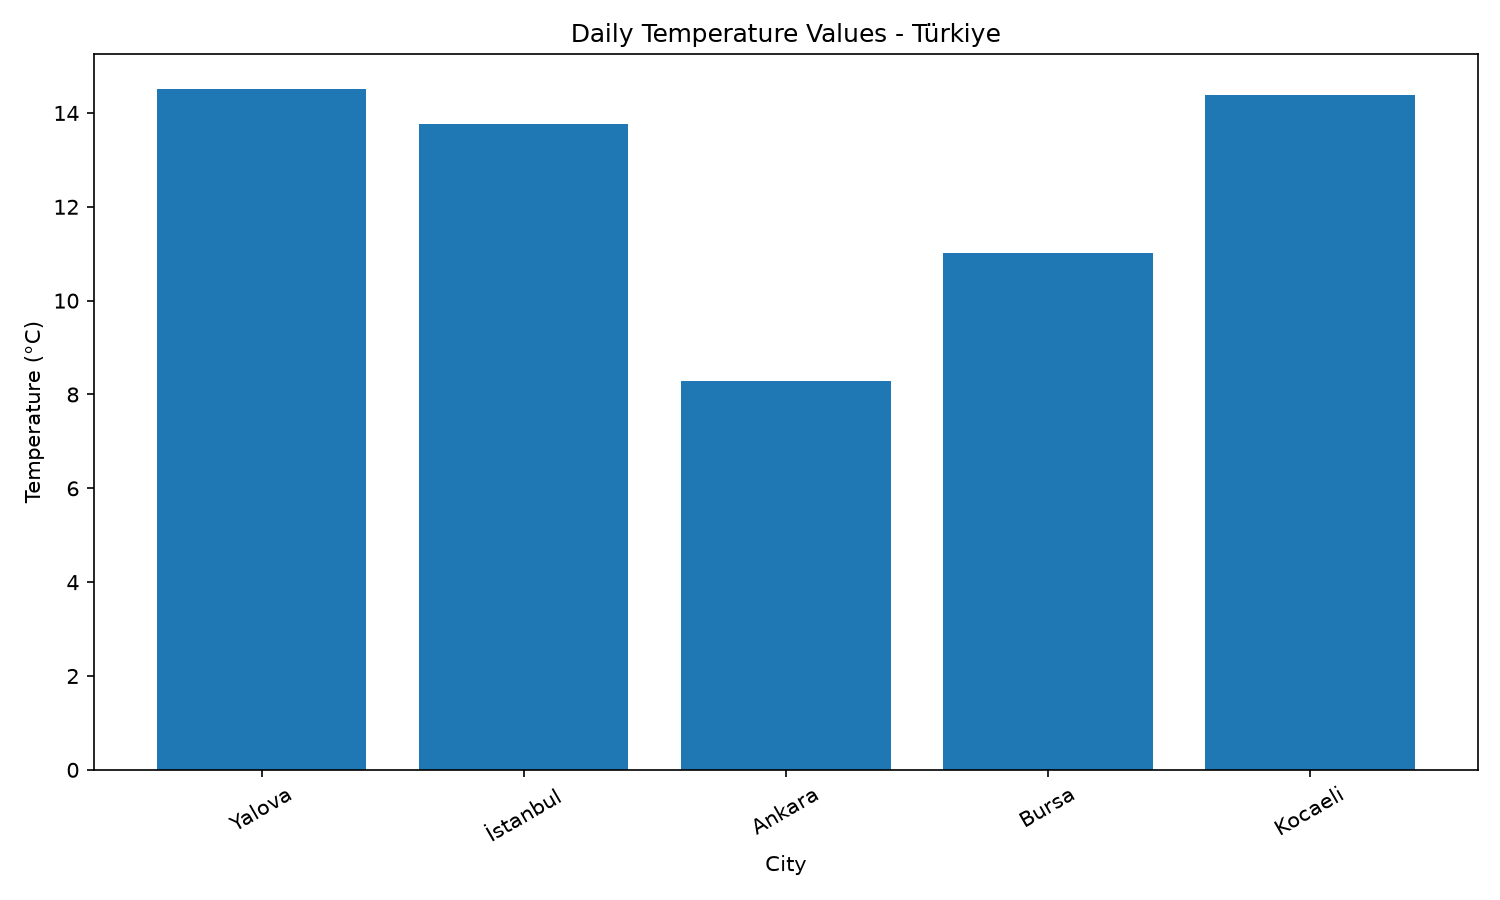 Daily Temperature Values - Türkiye
Temperature (°C)
14
12
10
8
6
4
2
0
Yalova
İstanbul
Ankara
Bursa
Kocaeli
City